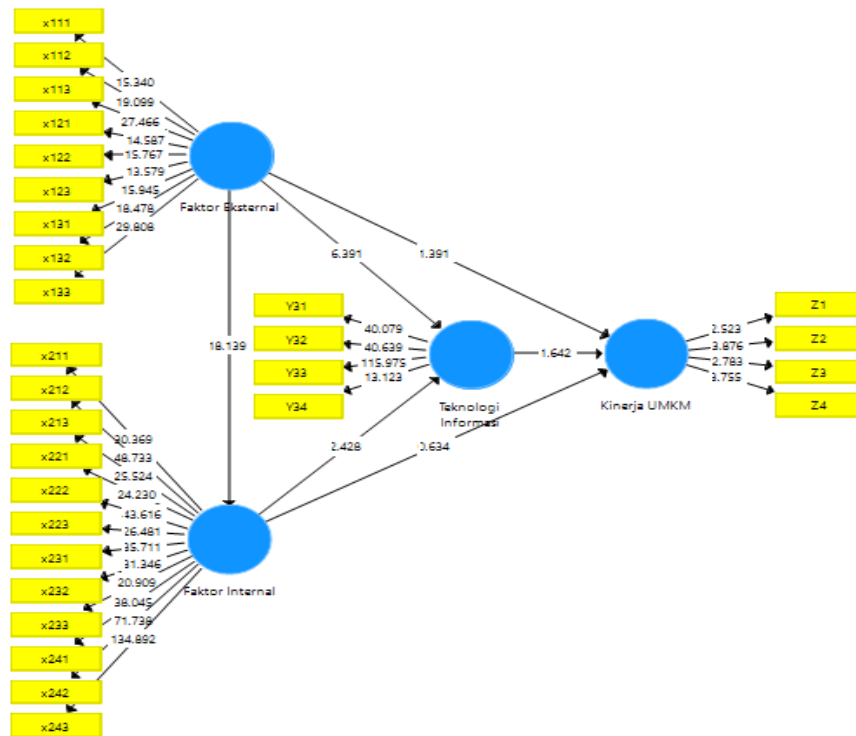 x111
x112
x113
x121
x122
x123
x131
x132
x133
15.340
19.099
27.466
14.587
15.767
13.579
15.945
18.478
29.808
Faktor Eksternal
6.391
1.391
18.139
Y31
Y32
Y33
Y34
40.079
40.639
115.975
13.123
Teknologi
Informasi
1.642
Kinerja UMKM
2.523
3.876
2.783
3.755
Z1
Z2
Z3
Z4
2.428
0.634
x211
x212
x213
x221
x222
x223
x231
x232
x233
x241
x242
x243
30.369
48.733
25.524
24.230
43.616
26.481
35.711
31.346
20.909
38.045
71.739
134.892
Faktor Internal